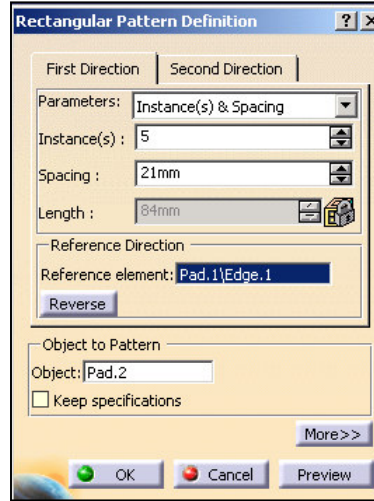 Rectangular Pattern Definition
First Direction Second Direction
Parameters: Instance(s) & Spacing
Instance(s) : 5
Spacing : 21mm
Length : 84mm
Reference Direction
Reference element: Pad.1\Edge.1
Reverse
Object to Pattern
Object: Pad.2
Keep specifications
More>>
OK Cancel Preview